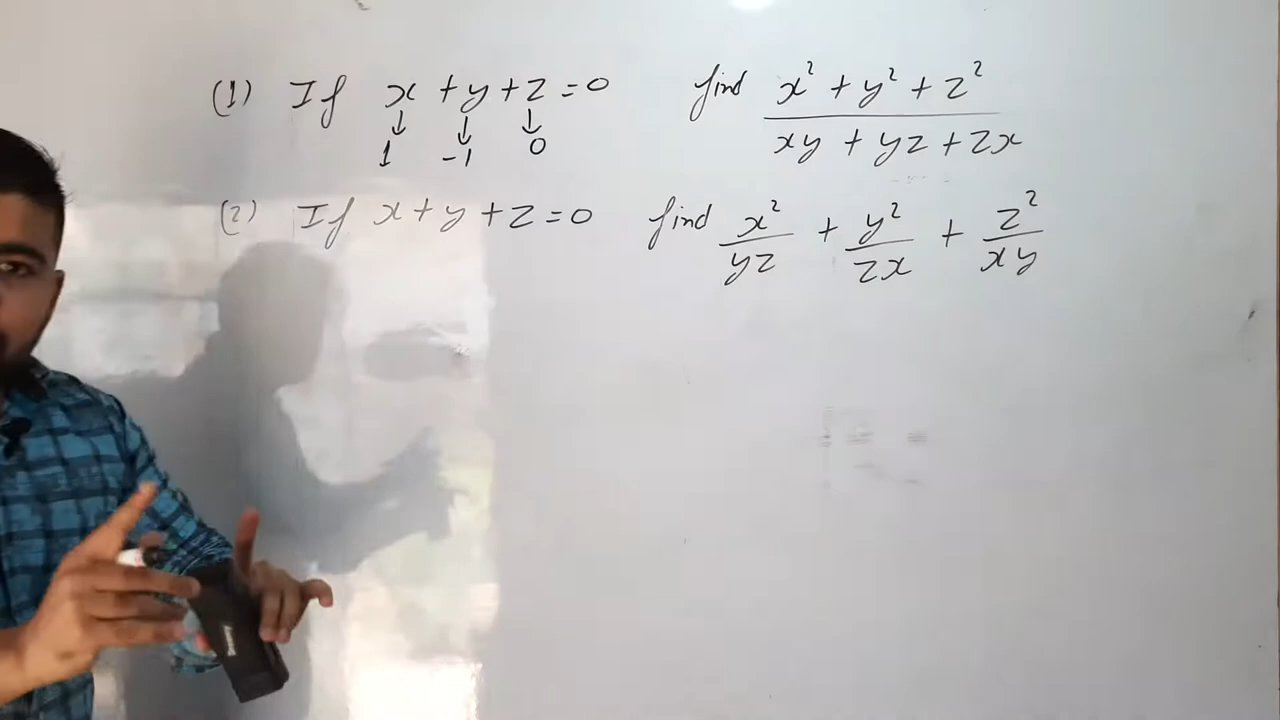 (1) If x + y + z = 0 find x² + y² + z² / xy + yz + zx
↓ ↓ ↓
1 -1 0
(2) If x + y + z = 0 find x²/yz + y²/zx + z²/xy